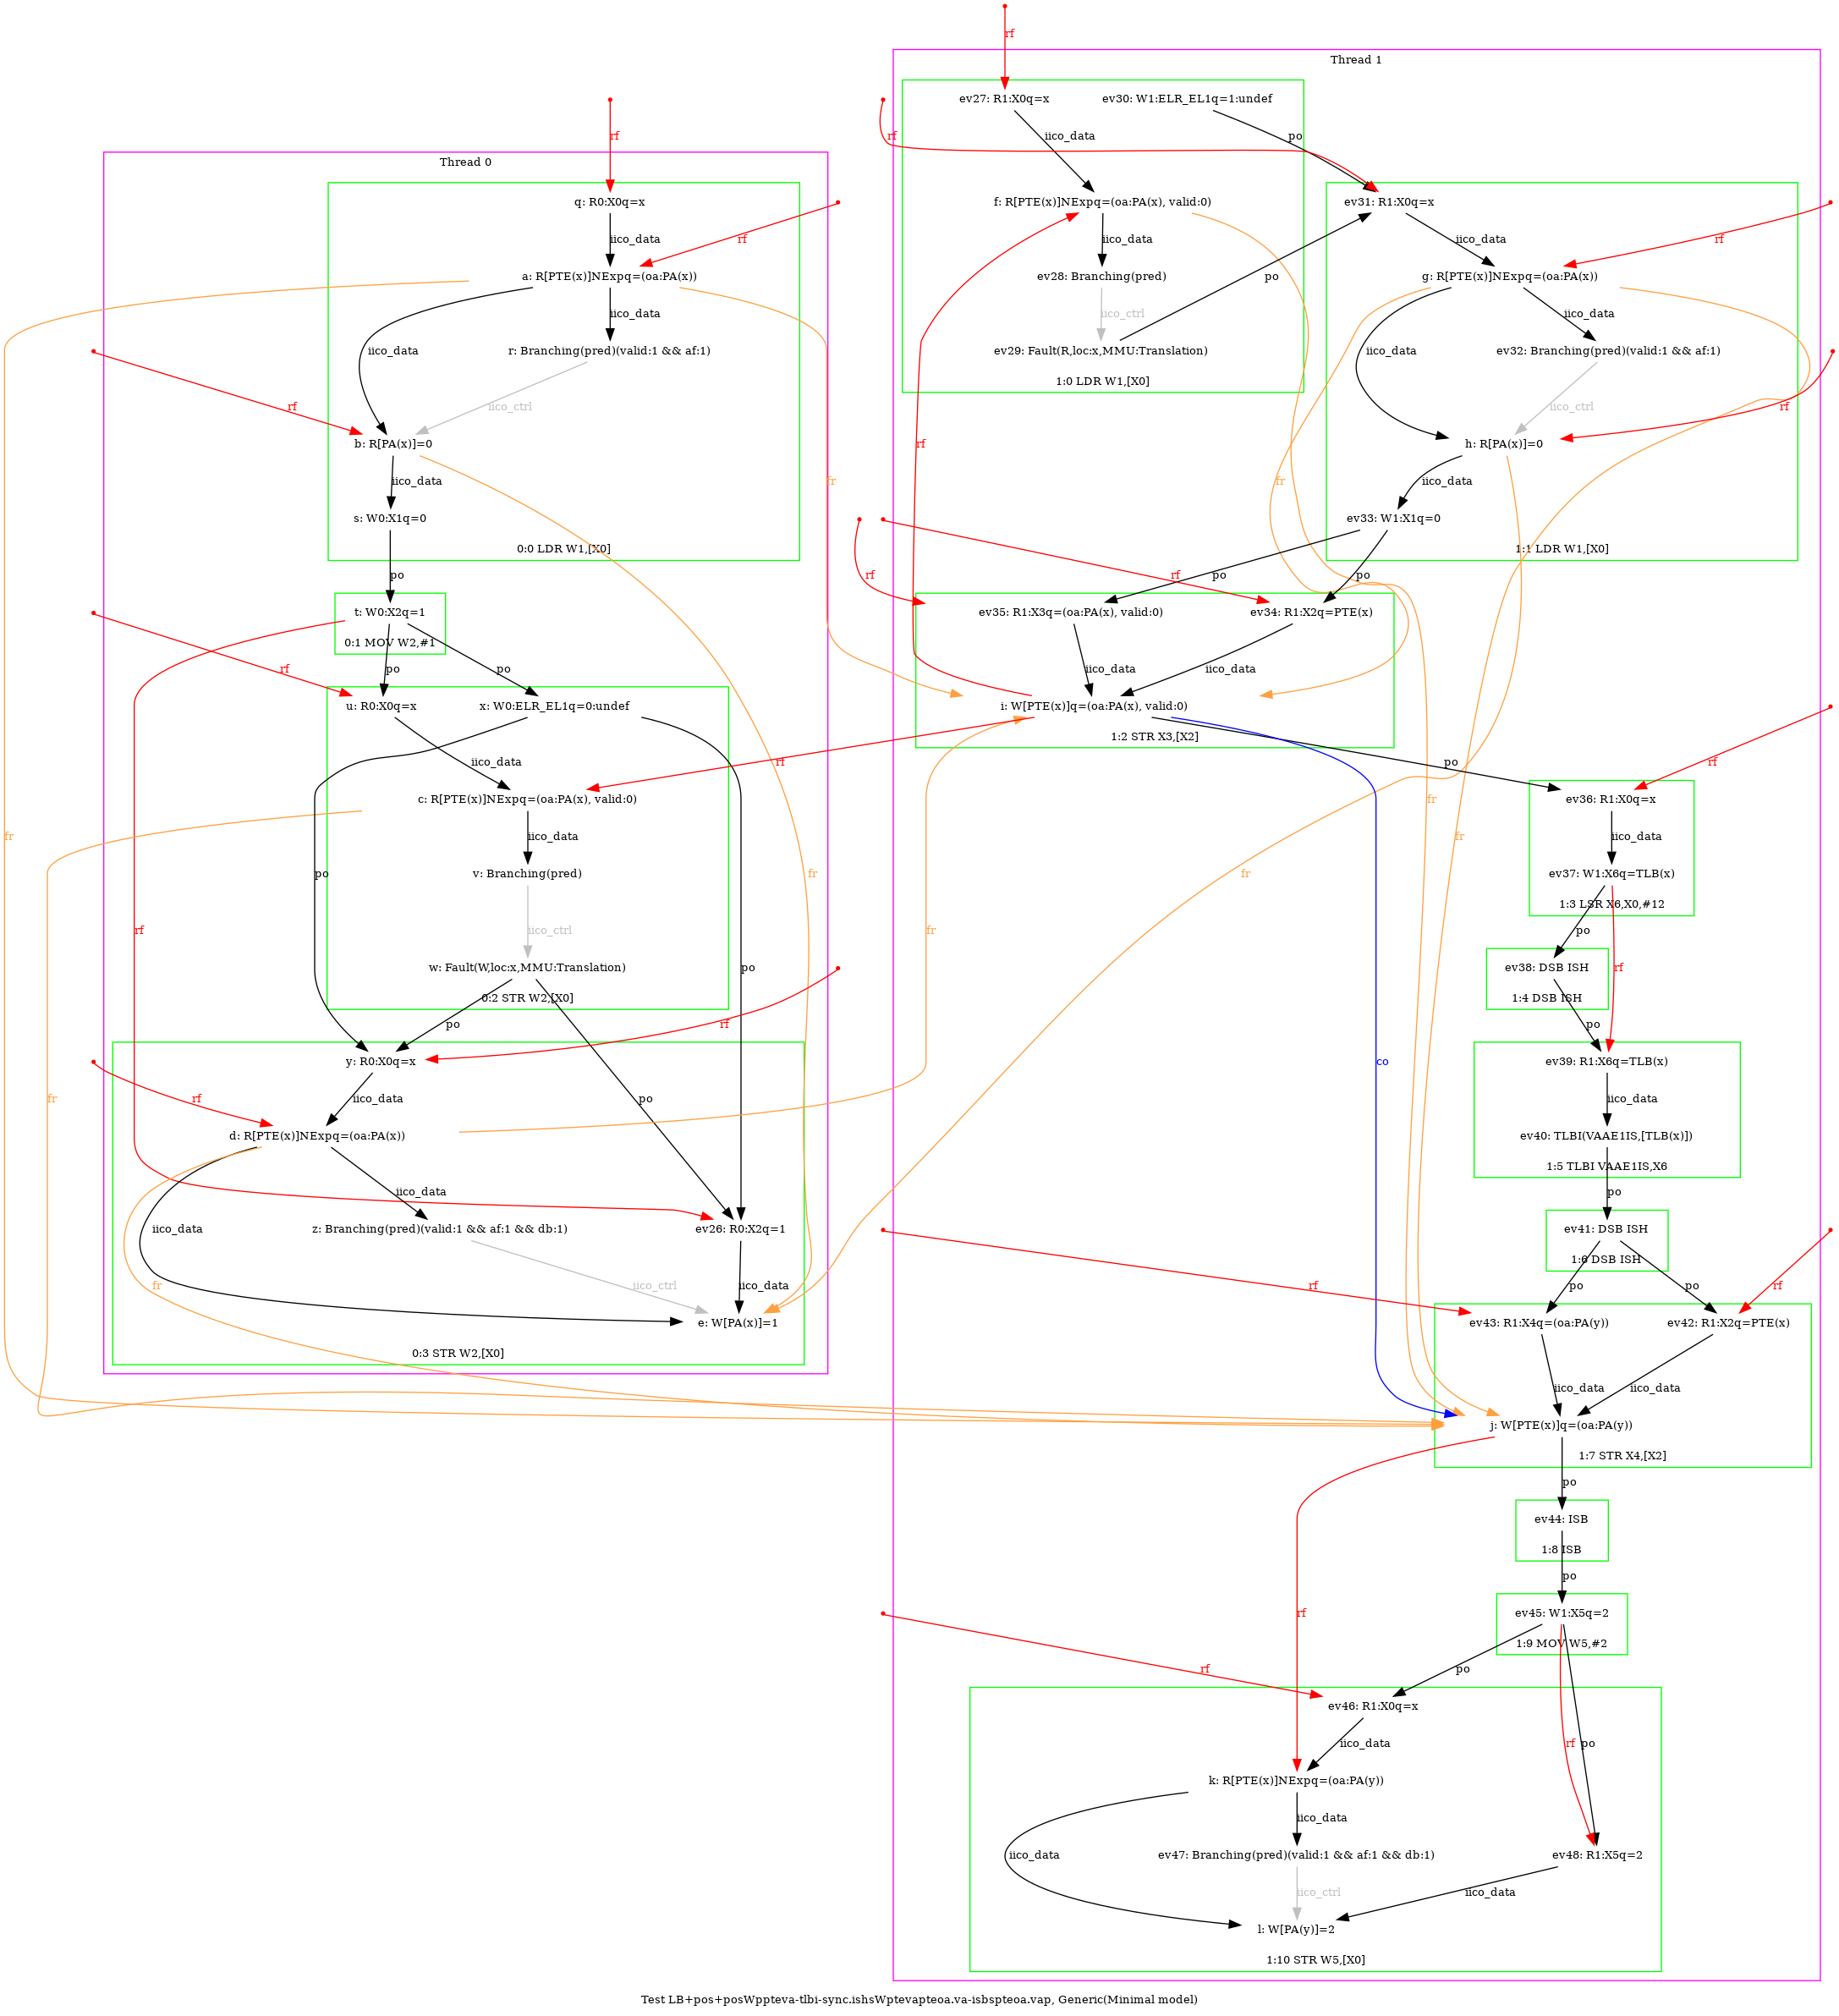 rf
Thread 1
ev27: R1:X0q=x
ev30: W1:ELR_EL1q=1:undef
rf
rf
iico_data
po
Thread 0
q: R0:X0q=x
f: R[PTE(x)]NExpq=(oa:PA(x), valid:0)
ev31: R1:X0q=x
iico_data
rf
iico_data
iico_data
rf
a: R[PTE(x)]NExpq=(oa:PA(x))
ev28: Branching(pred)
po
g: R[PTE(x)]NExpq=(oa:PA(x))
iico_data
iico_ctrl
iico_data
iico_data
r: Branching(pred)(valid:1 && af:1)
ev29: Fault(R,loc:x,MMU:Translation)
iico_data
ev32: Branching(pred)(valid:1 && af:1)
1:0 LDR W1,[X0]
rf
iico_ctrl
iico_ctrl
rf
b: R[PA(x)]=0
rf
h: R[PA(x)]=0
iico_data
fr
fr
iico_data
s: W0:X1q=0
ev33: W1:X1q=0
0:0 LDR W1,[X0]
1:1 LDR W1,[X0]
po
rf
rf
po
po
t: W0:X2q=1
ev35: R1:X3q=(oa:PA(x), valid:0)
ev34: R1:X2q=PTE(x)
0:1 MOV W2,#1
rf
po
po
iico_data
iico_data
u: R0:X0q=x
x: W0:ELR_EL1q=0:undef
i: W[PTE(x)]q=(oa:PA(x), valid:0)
1:2 STR X3,[X2]
iico_data
rf
po
rf
c: R[PTE(x)]NExpq=(oa:PA(x), valid:0)
ev36: R1:X0q=x
fr
iico_data
fr
fr
iico_data
po
v: Branching(pred)
fr
ev37: W1:X6q=TLB(x)
1:3 LSR X6,X0,#12
rf
iico_ctrl
fr
po
w: Fault(W,loc:x,MMU:Translation)
po
ev38: DSB ISH
rf
0:2 STR W2,[X0]
1:4 DSB ISH
po
rf
po
y: R0:X0q=x
co
ev39: R1:X6q=TLB(x)
fr
rf
iico_data
po
iico_data
d: R[PTE(x)]NExpq=(oa:PA(x))
ev40: TLBI(VAAE1IS,[TLB(x)])
1:5 TLBI VAAE1IS,X6
iico_data
po
iico_data
z: Branching(pred)(valid:1 && af:1 && db:1)
ev26: R0:X2q=1
ev41: DSB ISH
1:6 DSB ISH
fr
iico_ctrl
iico_data
rf
po
po
rf
e: W[PA(x)]=1
ev43: R1:X4q=(oa:PA(y))
ev42: R1:X2q=PTE(x)
0:3 STR W2,[X0]
iico_data
iico_data
j: W[PTE(x)]q=(oa:PA(y))
1:7 STR X4,[X2]
po
ev44: ISB
1:8 ISB
po
rf
ev45: W1:X5q=2
1:9 MOV W5,#2
rf
po
ev46: R1:X0q=x
iico_data
rf
po
k: R[PTE(x)]NExpq=(oa:PA(y))
iico_data
iico_data
ev47: Branching(pred)(valid:1 && af:1 && db:1)
ev48: R1:X5q=2
iico_ctrl
iico_data
l: W[PA(y)]=2
1:10 STR W5,[X0]
Test LB+pos+posWppteva-tlbi-sync.ishsWptevapteoa.va-isbspteoa.vap, Generic(Minimal model)